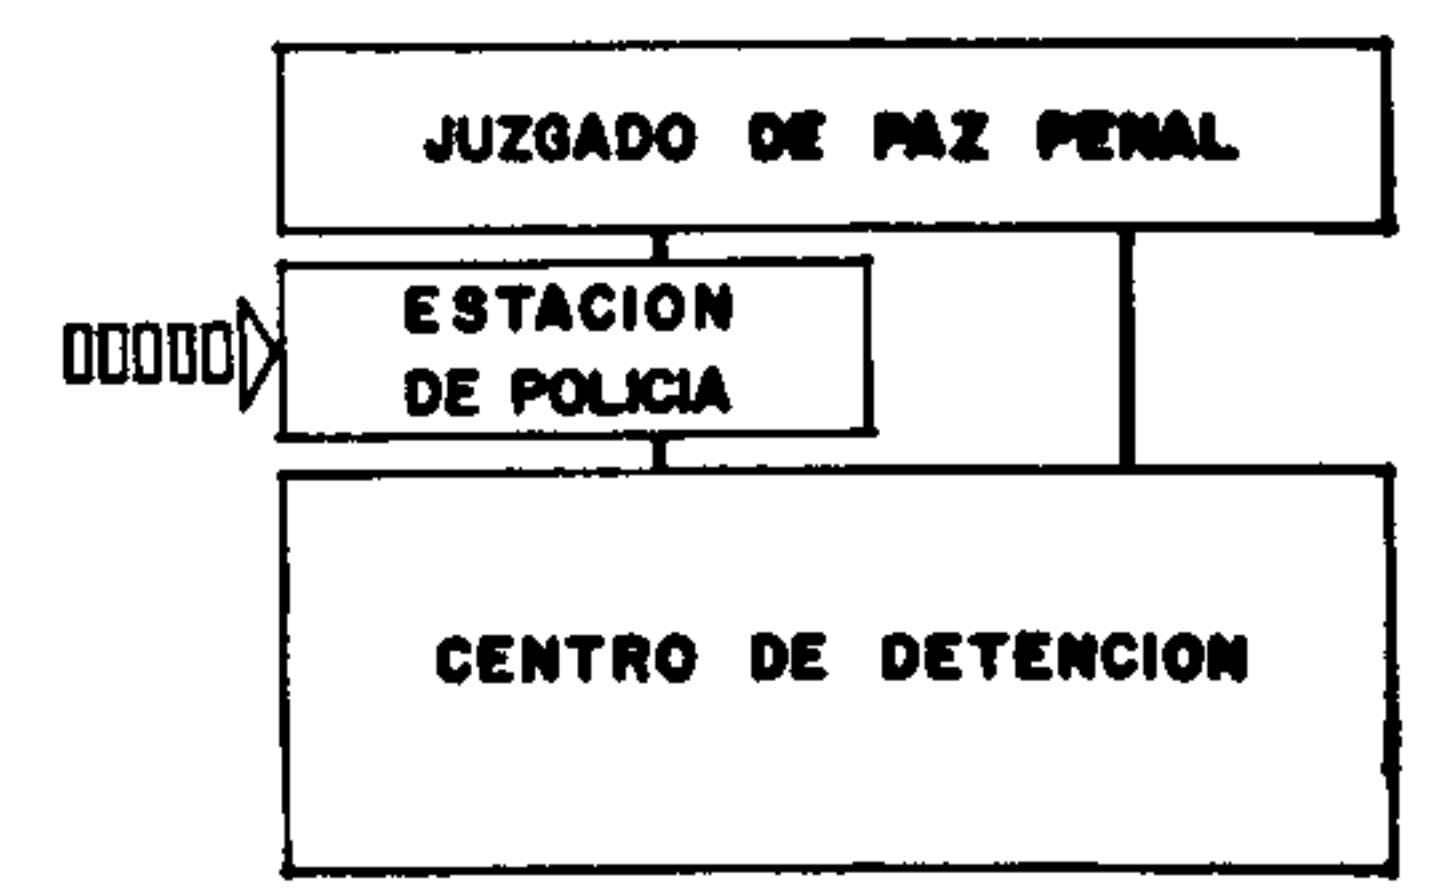 JUZGADO DE PAZ PENAL
ESTACION
DE POLICIA
CENTRO DE DETENCION